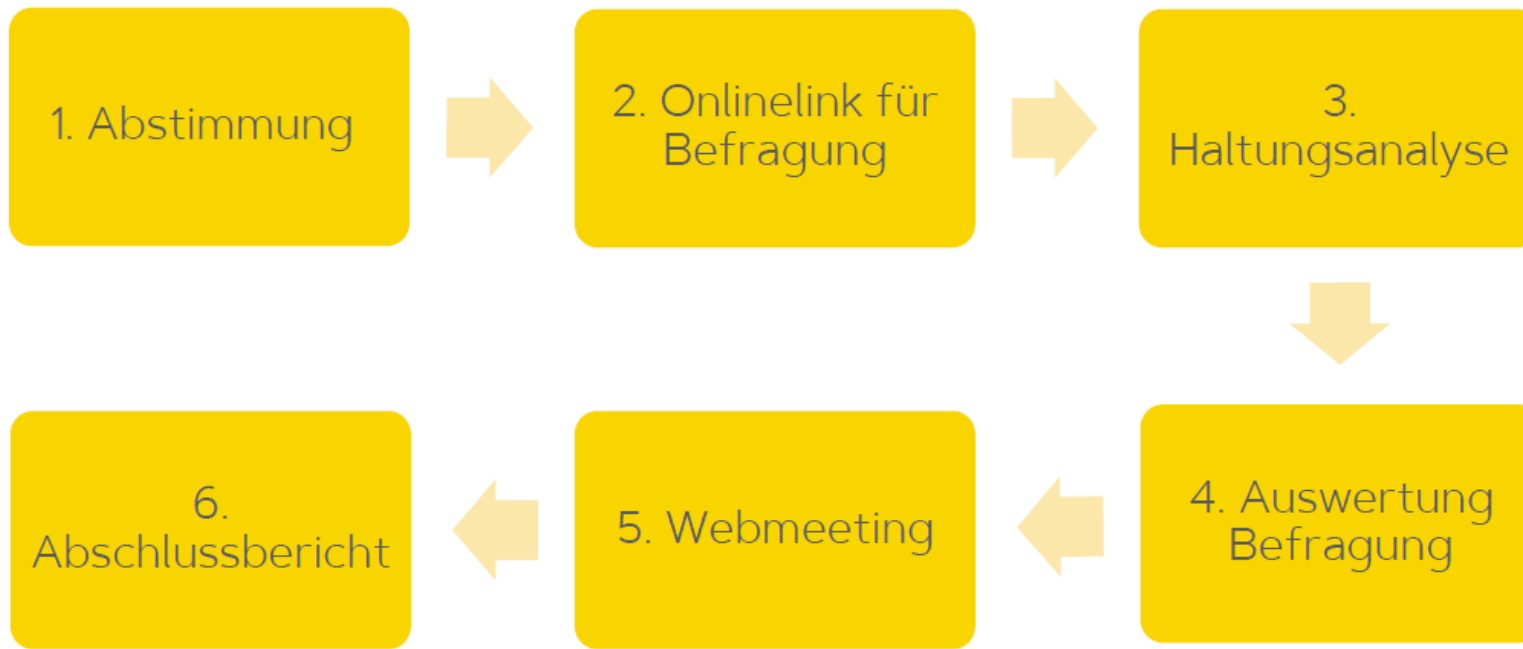 1. Abstimmung
2. Onlinelink für
Befragung
3.
Haltungsanalyse
4. Auswertung
Befragung
5. Webmeeting
6.
Abschlussbericht